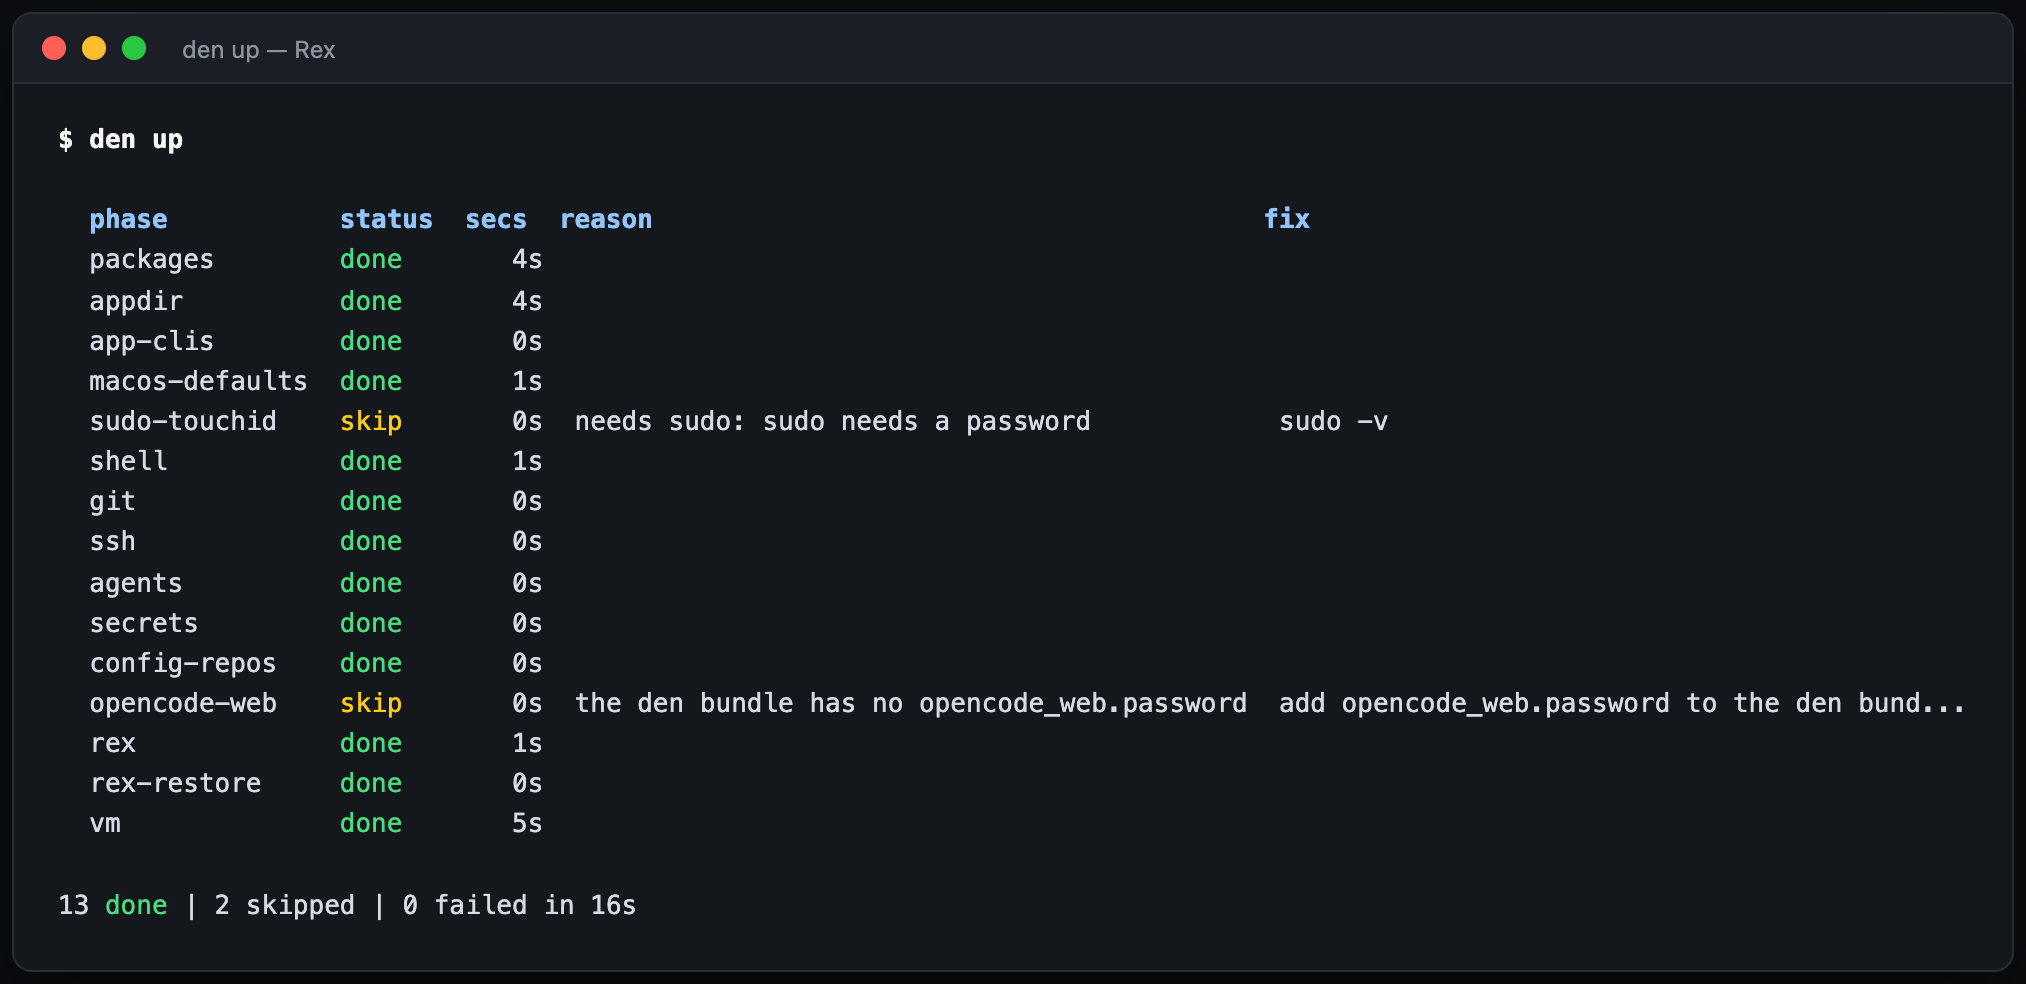 den up — Rex
$ den up
phase status secs reason fix
packages done 4s
appdir done 4s
app-clis done 0s
macos-defaults done 1s
sudo-touchid skip 0s needs sudo: sudo needs a password sudo -v
shell done 1s
git done 0s
ssh done 0s
agents done 0s
secrets done 0s
config-repos done 0s
opencode-web skip 0s the den bundle has no opencode_web.password add opencode_web.password to the den bund...
rex done 1s
rex-restore done 0s
vm done 5s
13 done | 2 skipped | 0 failed in 16s